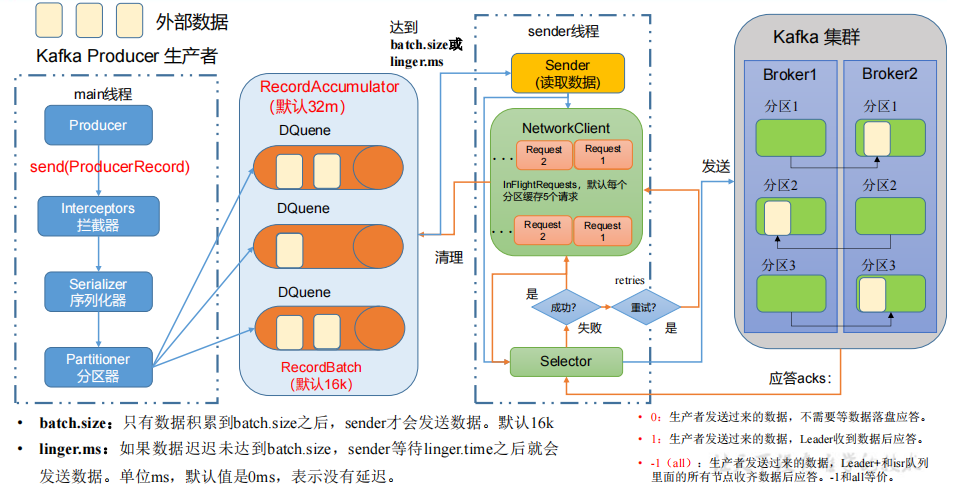 外部数据
Kafka Producer 生产者
main线程
Producer
send(ProducerRecord)
Interceptors
拦截器
Serializer
序列化器
Partitioner
分区器
RecordAccumulator
(默认32m)
DQuene
DQuene
DQuene
RecordBatch
(默认16k)
达到
batch.size或
linger.ms
清理
sender线程
Sender
(读取数据)
NetworkClient
...
Request
2
Request
1
InFlightRequests，默认每个
分区缓存5个请求
...
Request
2
Request
1
是
成功?
失败
retries
重试?
是
Selector
发送
Kafka 集群
Broker1
Broker2
分区1
分区1
分区2
分区2
分区3
分区3
应答acks:
• batch.size：只有数据积累到batch.size之后，sender才会发送数据。默认16k
• linger.ms：如果数据迟迟未达到batch.size，sender等待linger.time之后就会
发送数据。单位ms，默认值是0ms，表示没有延迟。
• 0：生产者发送过来的数据，不需要等数据落盘应答。
• 1：生产者发送过来的数据，Leader收到数据后应答。
• -1（all）：生产者发送过来的数据，Leader+和isr队列
里面的所有节点收齐数据后应答。-1和all等价。